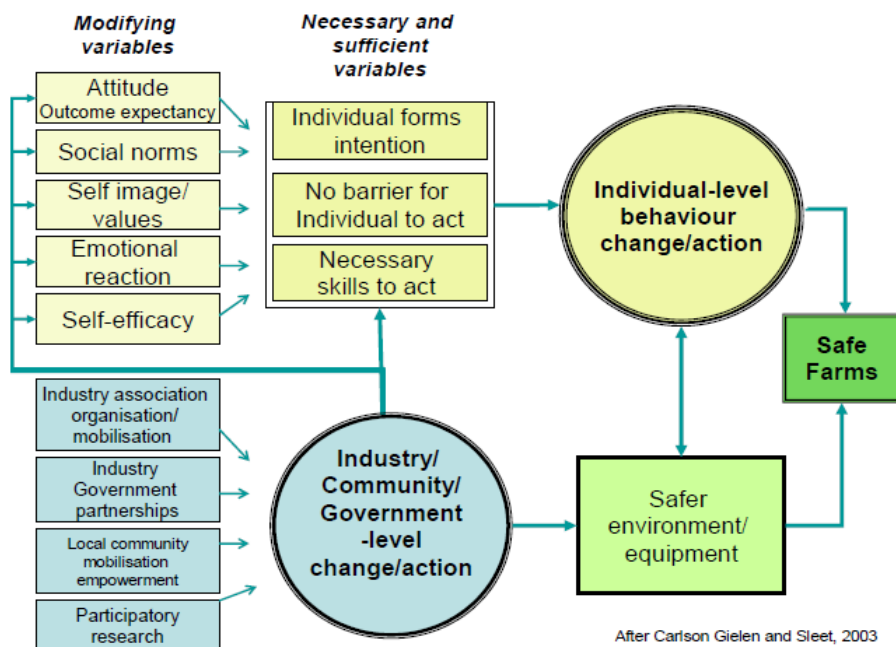 Modifying
variables
Necessary and
sufficient
variables
Attitude
Outcome expectancy
Social norms
Self image/
values
Emotional
reaction
Self-efficacy
Individual forms
intention
No barrier for
Individual to act
Necessary
skills to act
Individual-level
behaviour
change/action
Safe
Farms
Industry association
organisation/
mobilisation
Industry
Government
partnerships
Local community
mobilisation
empowerment
Participatory
research
Industry/
Community/
Government
-level
change/action
Safer
environment/
equipment
After Carlson Gielen and Sleet, 2003